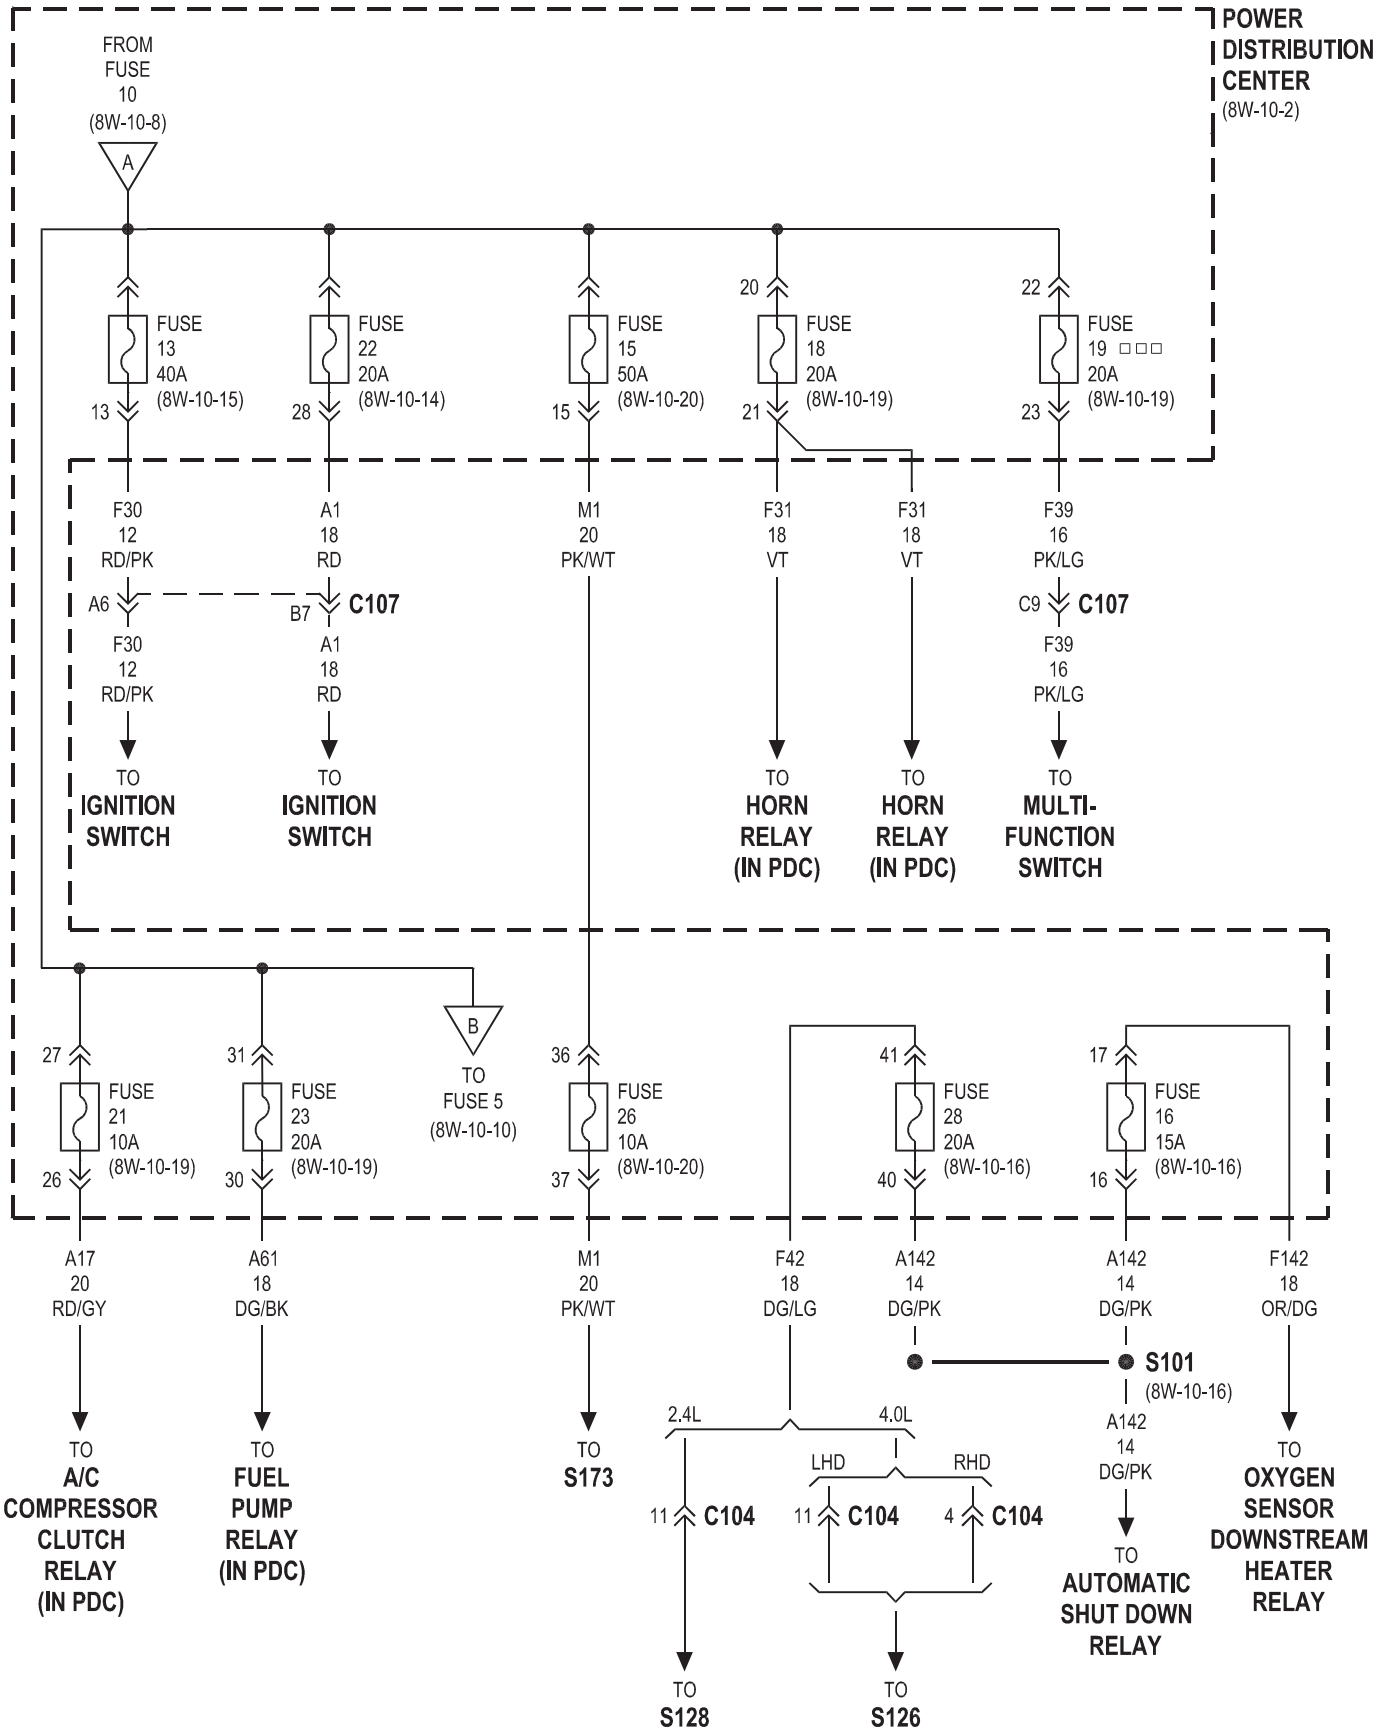 POWER
DISTRIBUTION
CENTER
(8W-10-2)
FROM
FUSE
10
(8W-10-8)
A
FUSE
13
40A
(8W-10-15)
13
FUSE
22
20A
(8W-10-14)
28
FUSE
15
50A
(8W-10-20)
15
20
FUSE
18
20A
(8W-10-19)
21
22
FUSE
19 □□□
20A
(8W-10-19)
23
F30
12
RD/PK
A6
F30
12
RD/PK
TO
IGNITION
SWITCH
A1
18
RD
B7
C107
A1
18
RD
TO
IGNITION
SWITCH
M1
20
PK/WT
F31
18
VT
TO
HORN
RELAY
(IN PDC)
F31
18
VT
TO
HORN
RELAY
(IN PDC)
F39
16
PK/LG
C9
C107
F39
16
PK/LG
TO
MULTI-
FUNCTION
SWITCH
27
FUSE
21
10A
(8W-10-19)
26
31
FUSE
23
20A
(8W-10-19)
30
B
TO
FUSE 5
(8W-10-10)
36
FUSE
26
10A
(8W-10-20)
37
41
FUSE
28
20A
(8W-10-16)
40
17
FUSE
16
15A
(8W-10-16)
16
A17
20
RD/GY
TO
A/C
COMPRESSOR
CLUTCH
RELAY
(IN PDC)
A61
18
DG/BK
TO
FUEL
PUMP
RELAY
(IN PDC)
M1
20
PK/WT
TO
S173
F42
18
DG/LG
2.4L
4.0L
LHD
RHD
11
C104
11
C104
4
C104
TO
S128
TO
S126
A142
14
DG/PK
A142
14
DG/PK
S101
(8W-10-16)
A142
14
DG/PK
TO
AUTOMATIC
SHUT DOWN
RELAY
F142
18
OR/DG
TO
OXYGEN
SENSOR
DOWNSTREAM
HEATER
RELAY